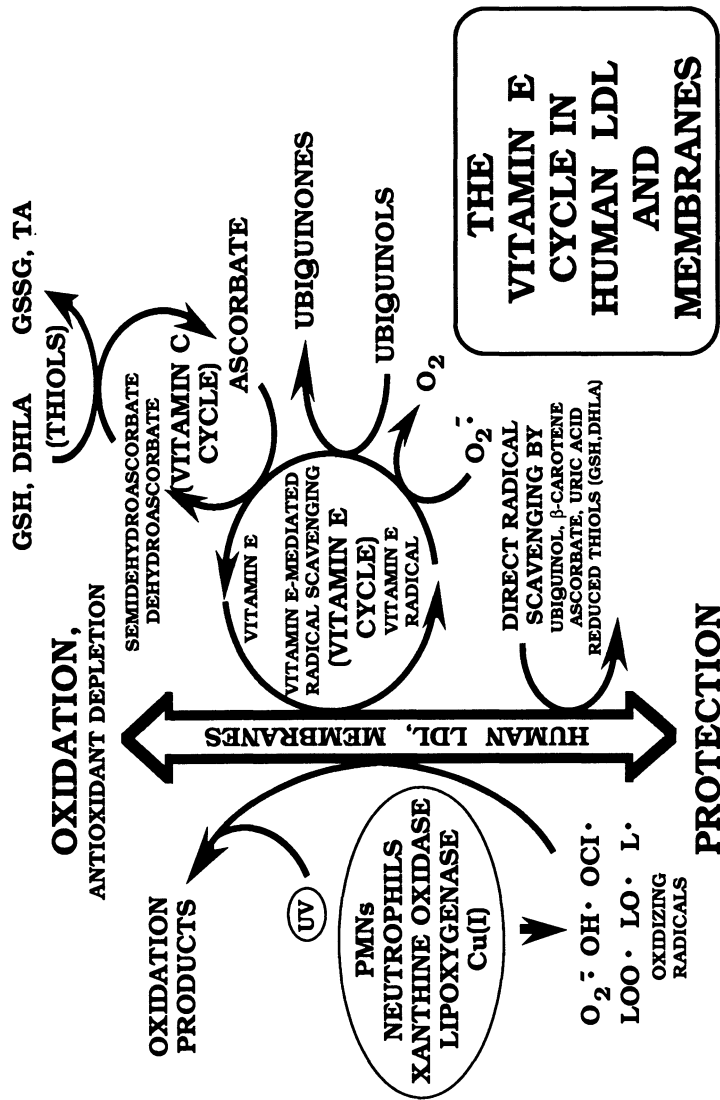 OXIDATION,
ANTIOXIDANT DEPLETION
OXIDATION
PRODUCTS
UV
PMNs
NEUTROPHILS
XANTHINE OXIDASE
LIPOXYGENASE
Cu(I)
O₂⁻̇ OH· OCl·
LOO· LO· L·
OXIDIZING
RADICALS
HUMAN LDL, MEMBRANES
PROTECTION
GSH, DHLA GSSG, TA
(THIOLS)
SEMIDEHYDROASCORBATE
DEHYDROASCORBATE
(VITAMIN C
CYCLE)
ASCORBATE
VITAMIN E
VITAMIN E-MEDIATED
RADICAL SCAVENGING
(VITAMIN E
CYCLE)
VITAMIN E
RADICAL
UBIQUINONES
UBIQUINOLS
O₂
O₂⁻̇
DIRECT RADICAL
SCAVENGING BY
UBIQUINOL, β-CAROTENE
ASCORBATE, URIC ACID
REDUCED THIOLS (GSH,DHLA)
THE
VITAMIN E
CYCLE IN
HUMAN LDL
AND
MEMBRANES